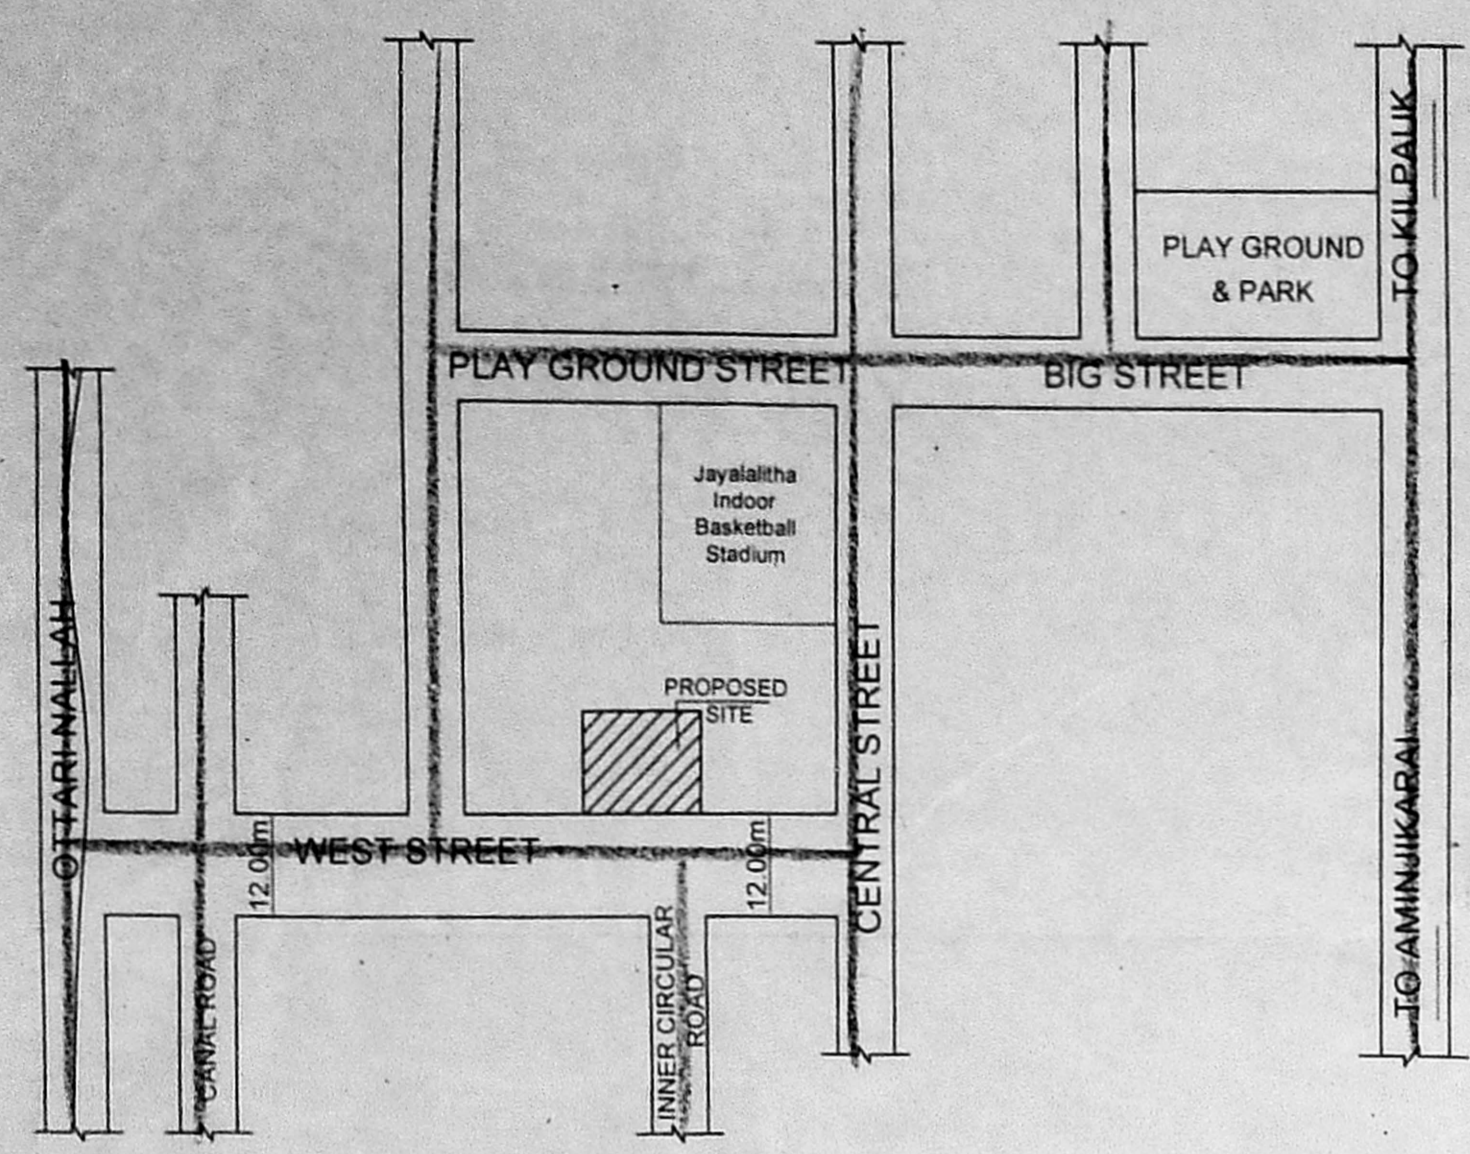 TO KILPAUK
PLAY GROUND
& PARK
PLAY GROUND STREET
BIG STREET
Jayalalitha
Indoor
Basketball
Stadium
PROPOSED
SITE
OTTARI NALLAH
CENTRAL STREET
TO AMINJIKARAI
WEST STREET
12.00m
12.00m
CANAL ROAD
INNER CIRCULAR
ROAD